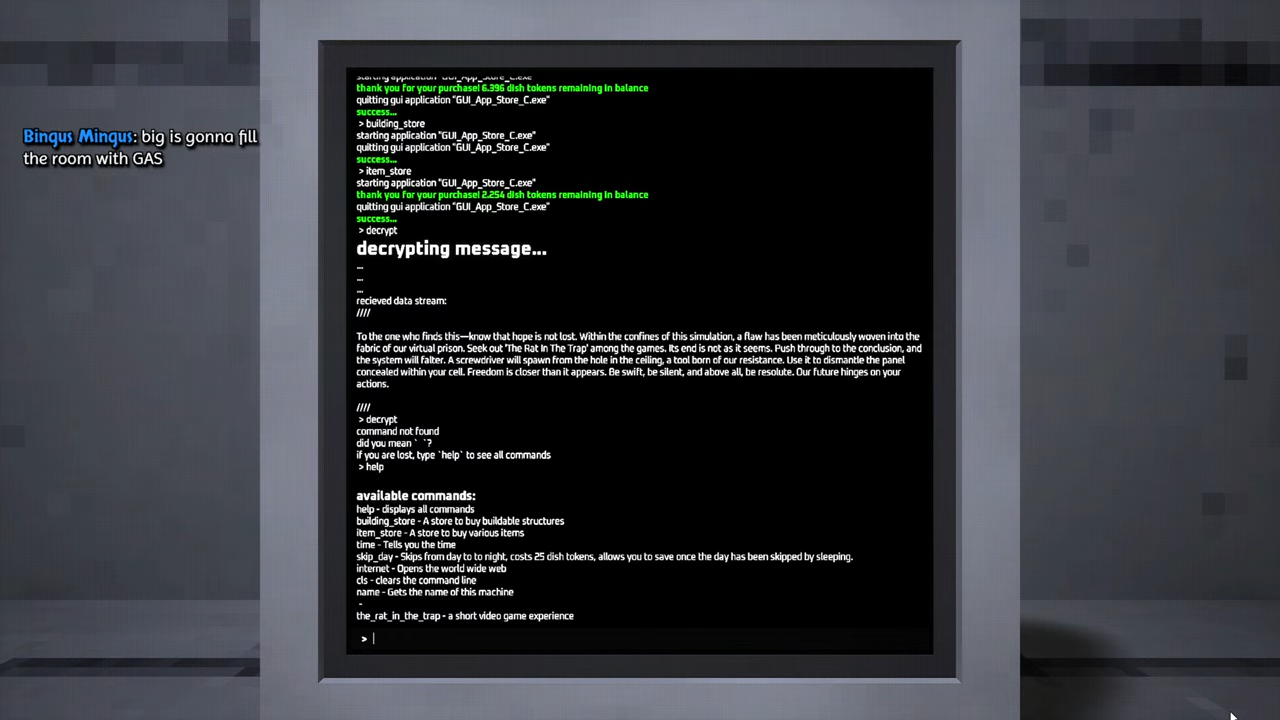 Bingus Mingus: big is gonna fill
the room with GAS
starting application "GUI_App_Store_C.exe"
thank you for your purchase! 6.396 dish tokens remaining in balance
quitting gui application "GUI_App_Store_C.exe"
success...
> building_store
starting application "GUI_App_Store_C.exe"
quitting gui application "GUI_App_Store_C.exe"
success...
> item_store
starting application "GUI_App_Store_C.exe"
thank you for your purchase! 2.254 dish tokens remaining in balance
quitting gui application "GUI_App_Store_C.exe"
success...
> decrypt
decrypting message...
...
...
...
recieved data stream:
////
To the one who finds this—know that hope is not lost. Within the confines of this simulation, a flaw has been meticulously woven into the
fabric of our virtual prison. Seek out 'The Rat In The Trap' among the games. Its end is not as it seems. Push through to the conclusion, and
the system will falter. A screwdriver will spawn from the hole in the ceiling, a tool born of our resistance. Use it to dismantle the panel
concealed within your cell. Freedom is closer than it appears. Be swift, be silent, and above all, be resolute. Our future hinges on your
actions.
////
> decrypt
command not found
did you mean ` `?
if you are lost, type `help` to see all commands
> help
available commands:
help - displays all commands
building_store - A store to buy buildable structures
item_store - A store to buy various items
time - Tells you the time
skip_day - Skips from day to to night, costs 25 dish tokens, allows you to save once the day has been skipped by sleeping.
internet - Opens the world wide web
cls - clears the command line
name - Gets the name of this machine
-
the_rat_in_the_trap - a short video game experience
> |